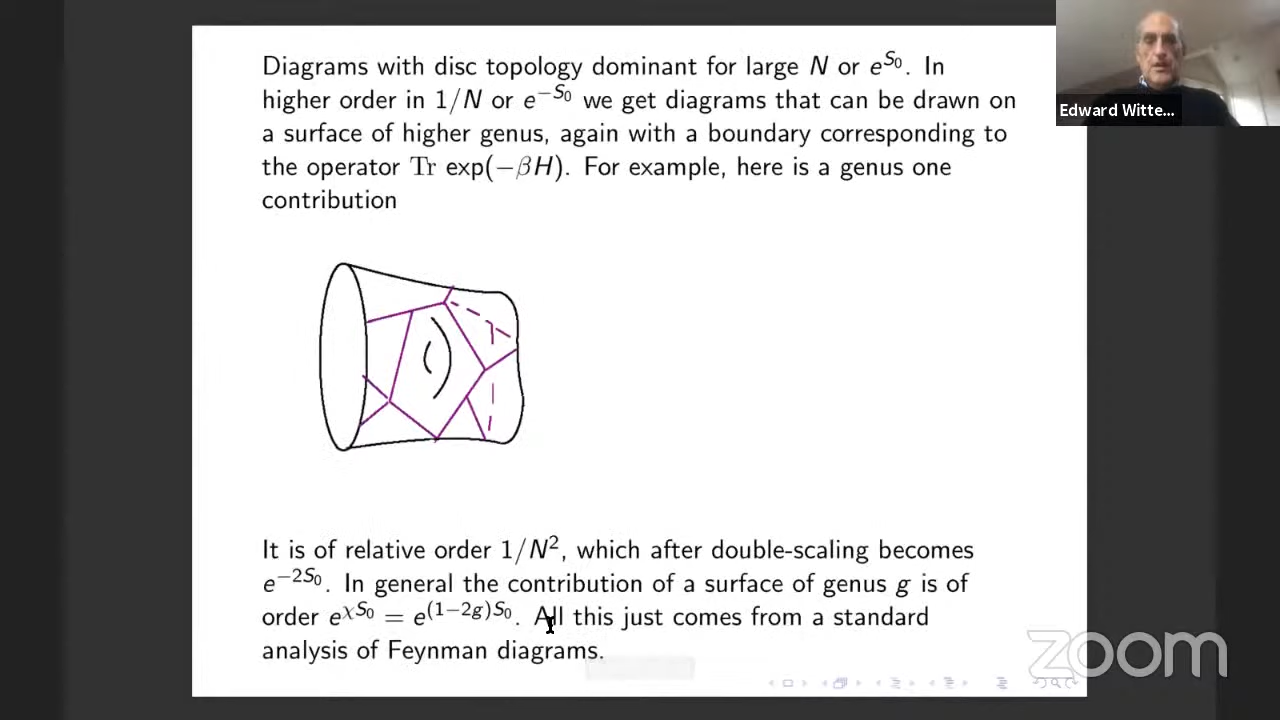 Diagrams with disc topology dominant for large N or e^{S_0}. In
higher order in 1/N or e^{-S_0} we get diagrams that can be drawn on
a surface of higher genus, again with a boundary corresponding to
the operator Tr exp(−βH). For example, here is a genus one
contribution
It is of relative order 1/N^2, which after double-scaling becomes
e^{-2S_0}. In general the contribution of a surface of genus g is of
order e^{χS_0} = e^{(1−2g)S_0}. All this just comes from a standard
analysis of Feynman diagrams.
Edward Witte...
zoom